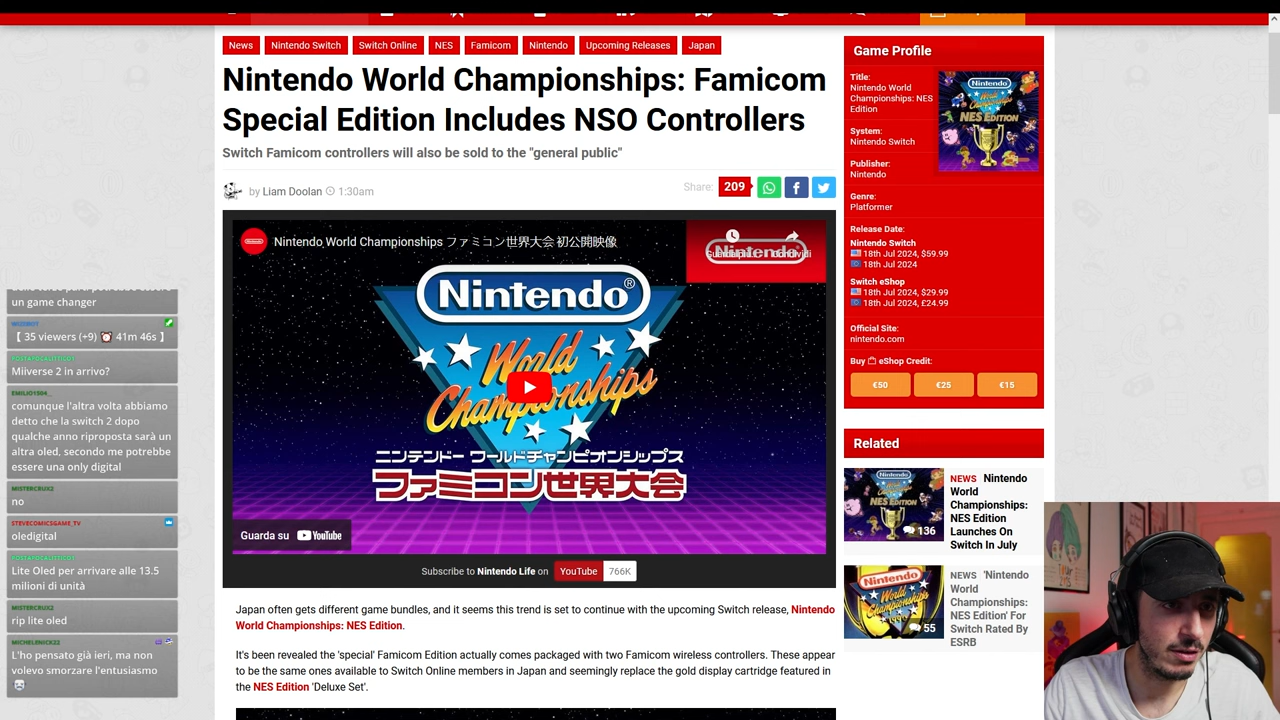 News
Nintendo Switch
Switch Online
NES
Famicom
Nintendo
Upcoming Releases
Japan
Nintendo World Championships: Famicom
Special Edition Includes NSO Controllers
Switch Famicom controllers will also be sold to the "general public"
by Liam Doolan 1:30am
Share:
209
Nintendo World Championships ファミコン世界大会 初公開映像
Nintendo
Nintendo®
World
Championships
ニンテンドー ワールドチャンピオンシップス
ファミコン世界大会
Guarda su YouTube
Subscribe to Nintendo Life on YouTube 766K
Japan often gets different game bundles, and it seems this trend is set to continue with the upcoming Switch release, Nintendo
World Championships: NES Edition.
It's been revealed the 'special' Famicom Edition actually comes packaged with two Famicom wireless controllers. These appear
to be the same ones available to Switch Online members in Japan and seemingly replace the gold display cartridge featured in
the NES Edition 'Deluxe Set'.
Game Profile
Title:
Nintendo World
Championships: NES
Edition
Nintendo
World
Championships
NES EDITION
System:
Nintendo Switch
Publisher:
Nintendo
Genre:
Platformer
Release Date:
Nintendo Switch
18th Jul 2024, $59.99
18th Jul 2024
Switch eShop
18th Jul 2024, $29.99
18th Jul 2024, £24.99
Official Site:
nintendo.com
Buy eShop Credit:
€50
€25
€15
Related
NEWS Nintendo
World
Championships:
NES Edition
Launches On
Switch In July
136
NEWS 'Nintendo
World
Championships:
NES Edition' For
Switch Rated By
ESRB
55
un game changer
【 35 viewers (+9) ⏰ 41m 46s 】
Miiverse 2 in arrivo?
comunque l'altra volta abbiamo
detto che la switch 2 dopo
qualche anno riproposta sarà un
altra oled, secondo me potrebbe
essere una only digital
MISTERCRUX2
no
STEVECOMICSGAME_TV
oledigital
Lite Oled per arrivare alle 13.5
milioni di unità
MISTERCRUX2
rip lite oled
MICHELENICK23
L'ho pensato già ieri, ma non
volevo smorzare l'entusiasmo